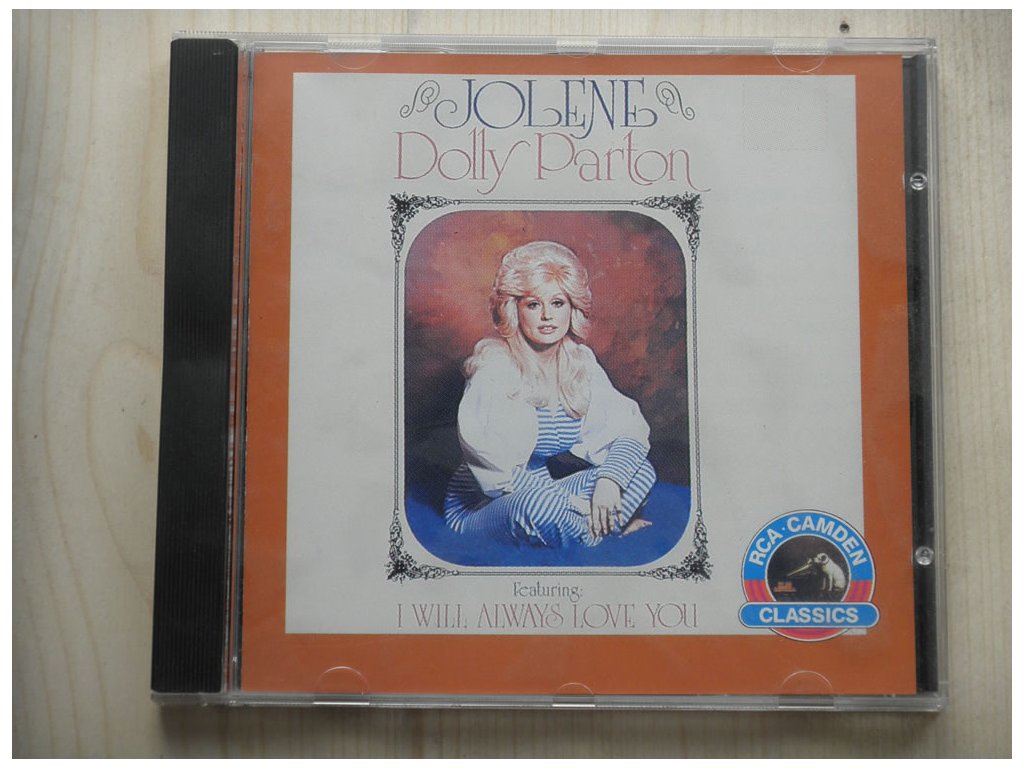 JOLENE
Dolly Parton
Featuring:
I WILL ALWAYS LOVE YOU
RCA · CAMDEN
CLASSICS